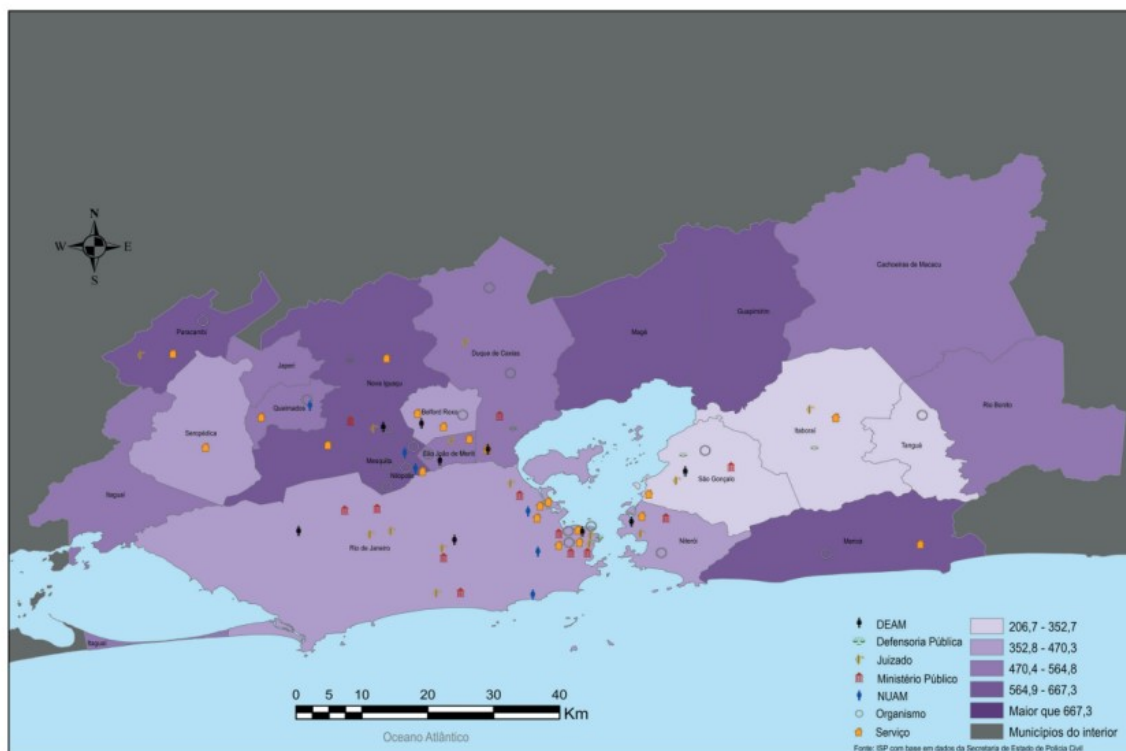 N
W E
S
Cachoeiras de Macacu
Guapimirim
Magé
Paracambi
Duque de Caxias
Japeri
Nova Iguaçu
Rio Bonito
Queimados
Belford Roxo
Itaboraí
Tanguá
Seropédica
São João de Meriti
Mesquita
Nilópolis
São Gonçalo
Itaguaí
Rio de Janeiro
Niterói
Maricá
Itaguaí
DEAM
Defensoria Pública
Juizado
Ministério Público
NUAM
Organismo
Serviço
206,7 - 352,7
352,8 - 470,3
470,4 - 564,8
564,9 - 667,3
Maior que 667,3
Municípios do interior
0 5 10 20 30 40
Km
Oceano Atlântico
Fonte: ISP com base em dados da Secretaria de Estado de Polícia Civil